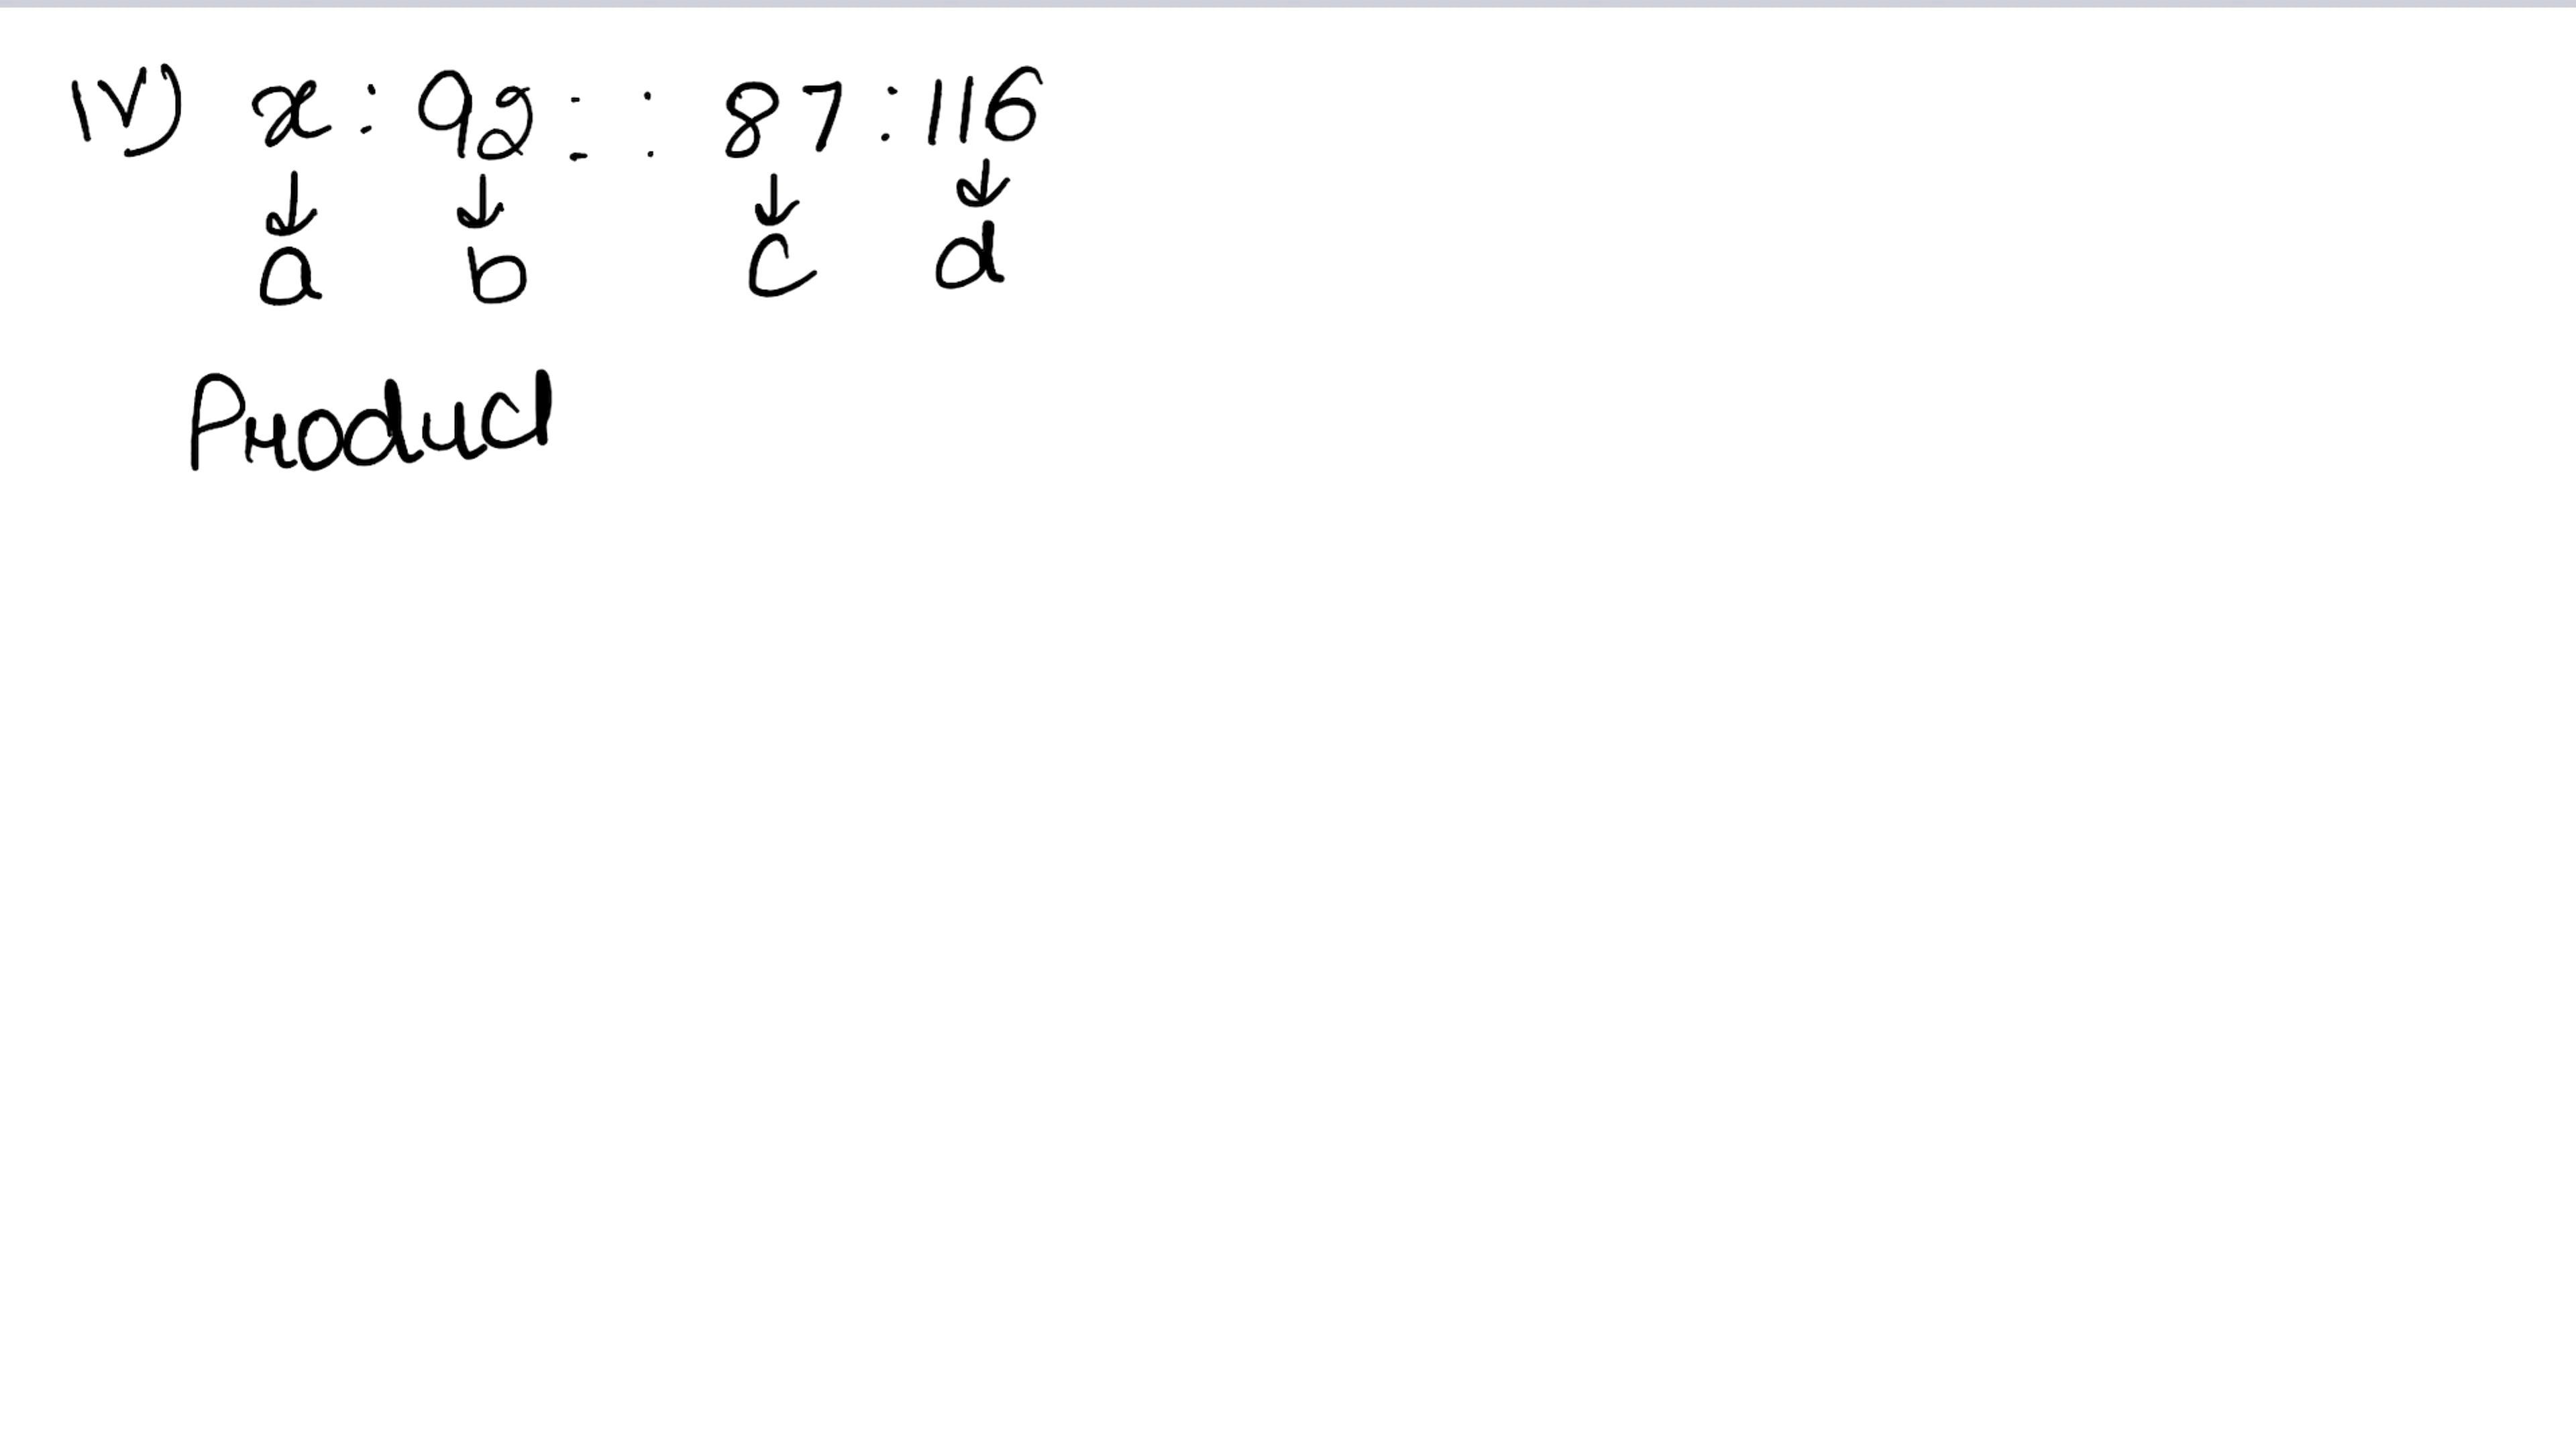 IV) x : 92 : : 87 : 116
↓ ↓ ↓ ↓
a b c d
Product